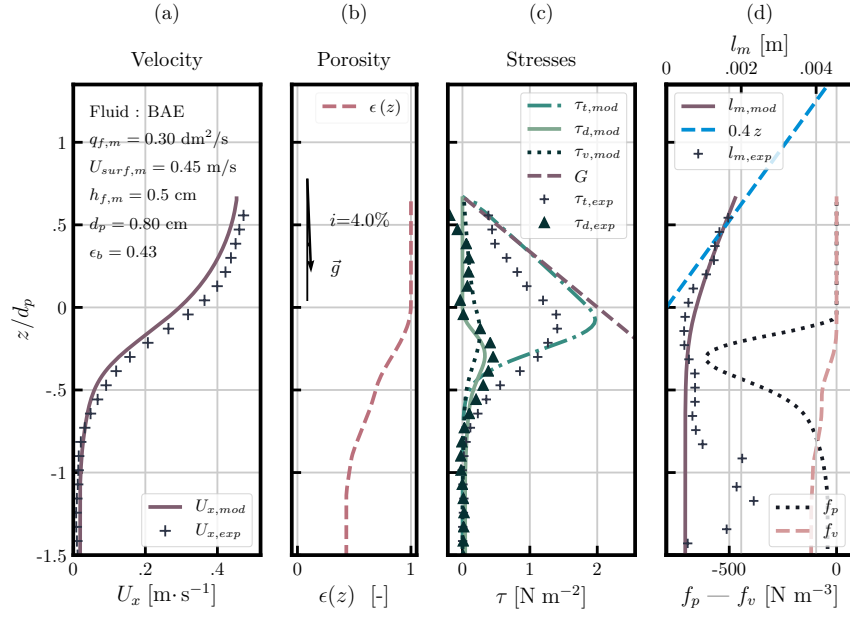 (a) (b) (c) (d)
Velocity
Porosity
Stresses
l_m [m]
0 .002 .004
Fluid : BAE
q_{f,m} = 0.30 dm²/s
U_{surf,m} = 0.45 m/s
h_{f,m} = 0.5 cm
d_p = 0.80 cm
ϵ_b = 0.43
U_{x,mod}
U_{x,exp}
ϵ(z)
i=4.0%
g⃗
τ_{t,mod}
τ_{d,mod}
τ_{v,mod}
G
τ_{t,exp}
τ_{d,exp}
l_{m,mod}
0.4 z
l_{m,exp}
f_p
f_v
z/d_p
1
.5
0
-.5
-1
-1.5
0 .2 .4
0 1
0 1 2
-500 0
U_x [m·s⁻¹]
ϵ(z) [-]
τ [N m⁻²]
f_p — f_v [N m⁻³]